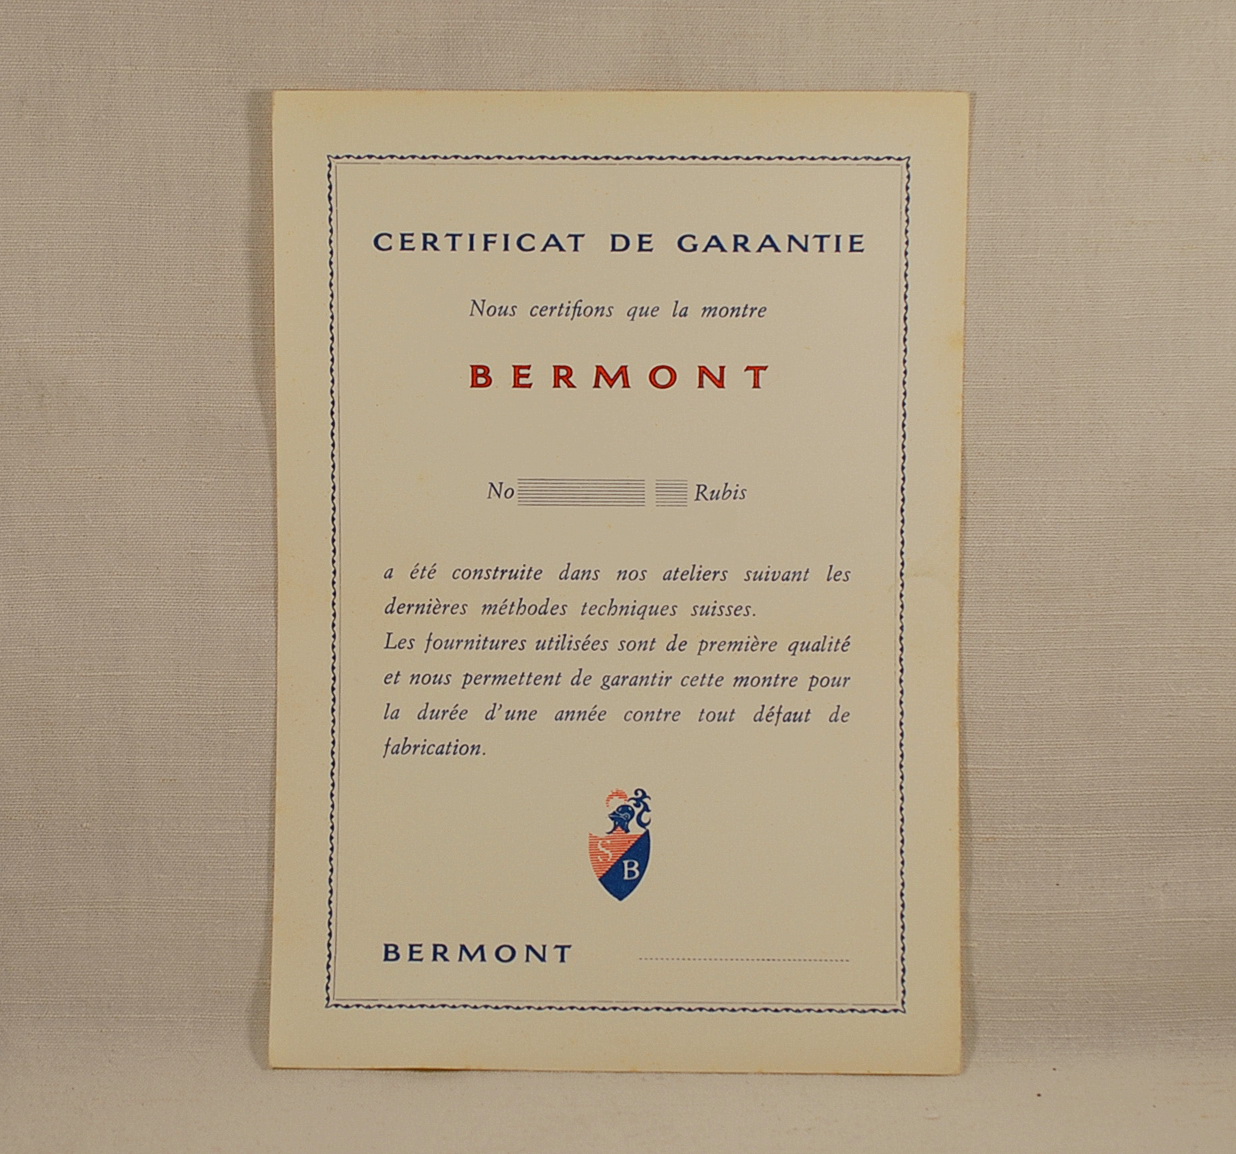 CERTIFICAT DE GARANTIE
Nous certifions que la montre
BERMONT
No Rubis
a été construite dans nos ateliers suivant les
dernières méthodes techniques suisses.
Les fournitures utilisées sont de première qualité
et nous permettent de garantir cette montre pour
la durée d'une année contre tout défaut de
fabrication.
S
B
BERMONT